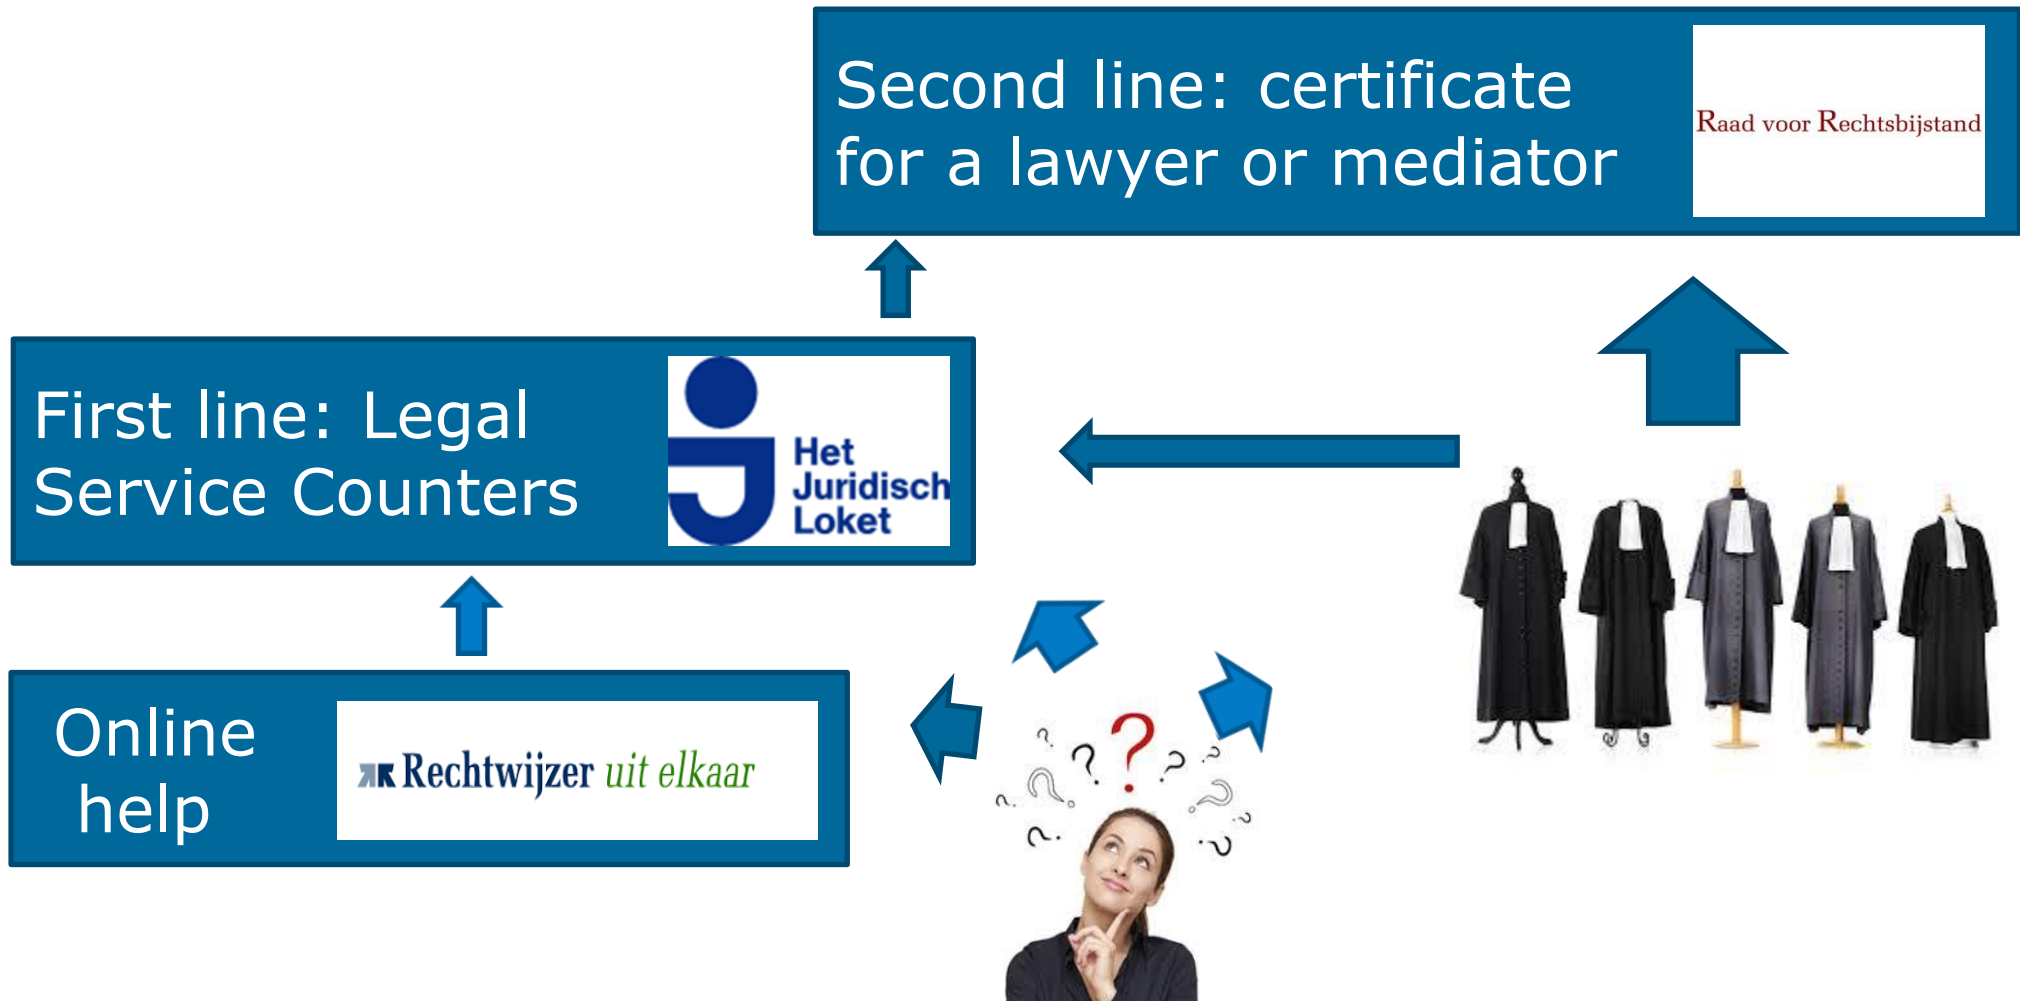 Second line: certificate
for a lawyer or mediator
Raad voor Rechtsbijstand
First line: Legal
Service Counters
Het
Juridisch
Loket
Online
help
Rechtwijzer uit elkaar
? ? ? ? ?
? ? ? ?
? ?